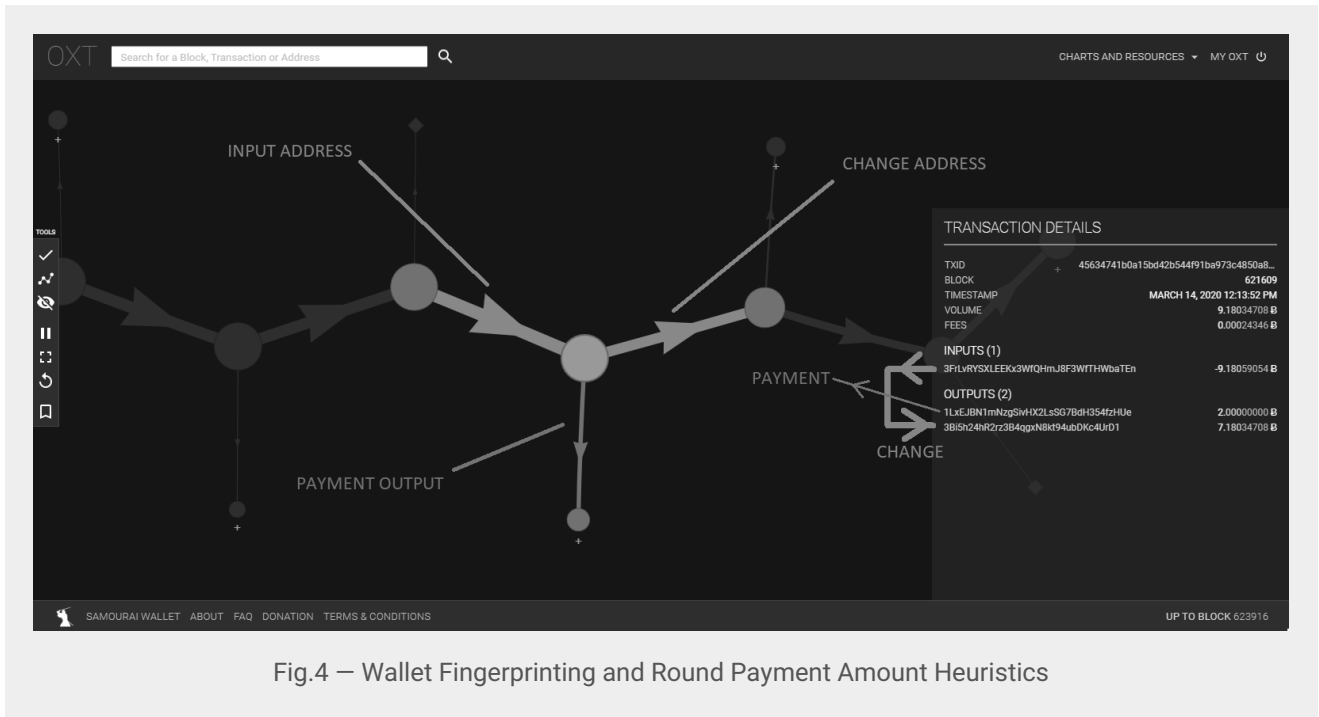 OXT
Search for a Block, Transaction or Address
CHARTS AND RESOURCES
MY OXT
INPUT ADDRESS
CHANGE ADDRESS
TOOLS
TRANSACTION DETAILS
TXID 45634741b0a15bd42b544f91ba973c4850a8...
BLOCK 621609
TIMESTAMP MARCH 14, 2020 12:13:52 PM
VOLUME 9.18034708 Ƀ
FEES 0.00024346 Ƀ
INPUTS (1)
3FrLvRYSXLEEKx3WfQHmJ8F3WfTHWbaTEn -9.18059054 Ƀ
PAYMENT
OUTPUTS (2)
1LxEJBN1mNzgSivHX2LsSG7BdH354fzHUe 2.00000000 Ƀ
3Bi5h24hR2rz3B4qgxN8kt94ubDKc4UrD1 7.18034708 Ƀ
CHANGE
PAYMENT OUTPUT
SAMOURAI WALLET ABOUT FAQ DONATION TERMS & CONDITIONS
UP TO BLOCK 623916
Fig.4 — Wallet Fingerprinting and Round Payment Amount Heuristics